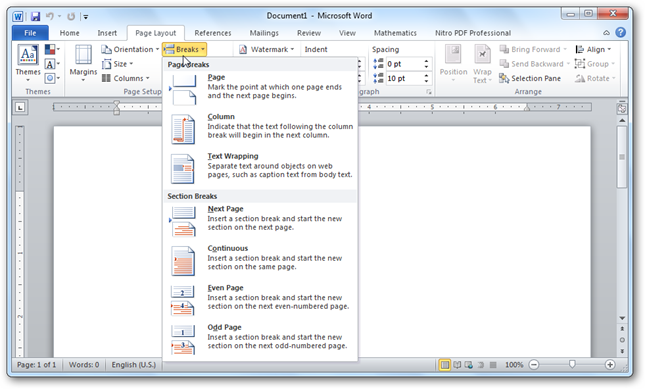 Document1 - Microsoft Word
File Home Insert Page Layout References Mailings Review View Mathematics Nitro PDF Professional
Orientation Breaks Watermark Indent Spacing Bring Forward Align
Size 0 pt Send Backward Group
Themes Margins Columns 10 pt Position Wrap Text Selection Pane Rotate
Themes Page Setup graph Arrange
Page Breaks
Page
Mark the point at which one page ends
and the next page begins.
Column
Indicate that the text following the column
break will begin in the next column.
Text Wrapping
Separate text around objects on web
pages, such as caption text from body text.
Section Breaks
Next Page
Insert a section break and start the new
section on the next page.
Continuous
Insert a section break and start the new
section on the same page.
Even Page
Insert a section break and start the new
section on the next even-numbered page.
Odd Page
Insert a section break and start the new
section on the next odd-numbered page.
Page: 1 of 1 Words: 0 English (U.S.) 100%